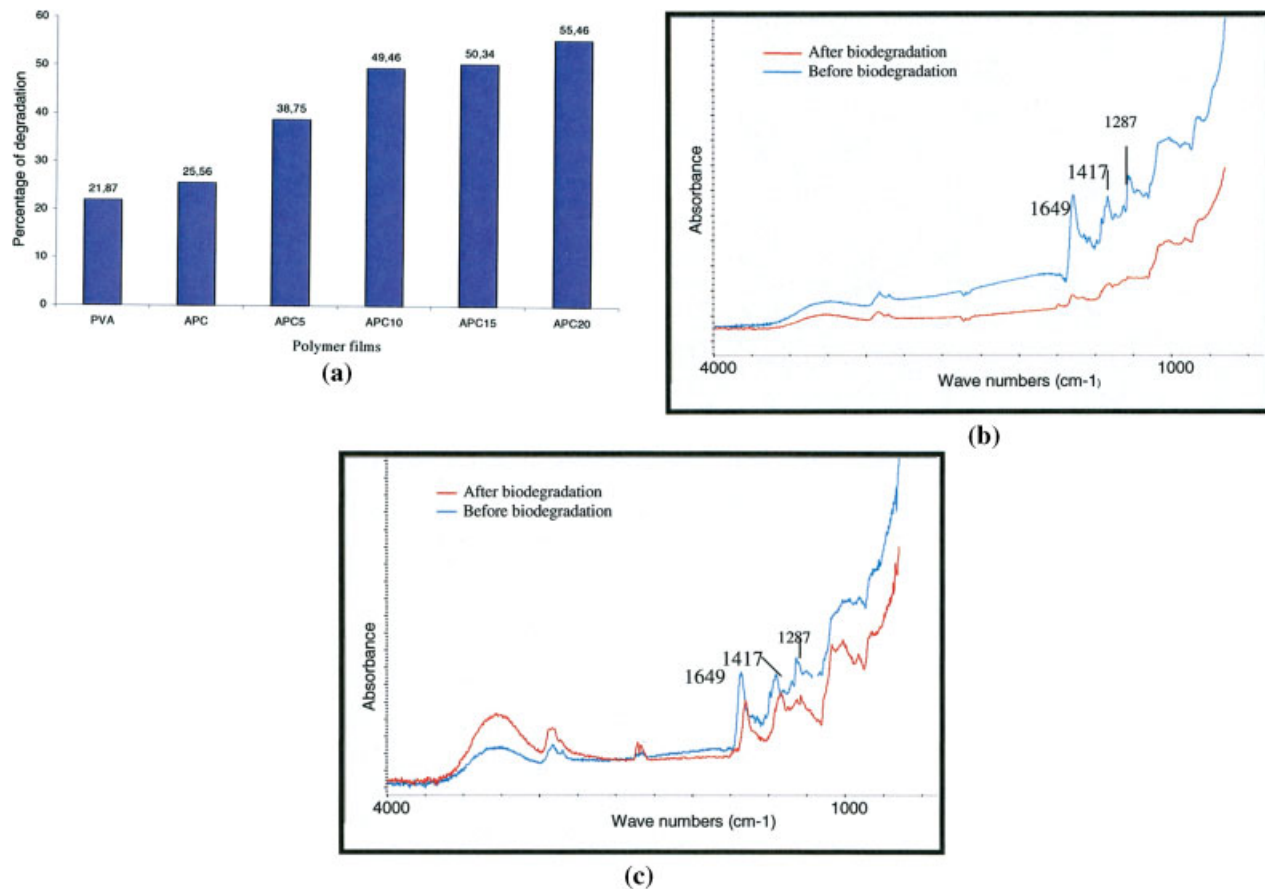 60
50
40
30
20
10
0
Percentage of degradation
21,87
25,56
38,75
49,46
50,34
55,46
PVA APC APC5 APC10 APC15 APC20
Polymer films
(a)
After biodegradation
Before biodegradation
1287
1417
1649
Absorbance
4000 1000
Wave numbers (cm-1)
(b)
After biodegradation
Before biodegradation
1287
1417
1649
Absorbance
4000 1000
Wave numbers (cm-1)
(c)